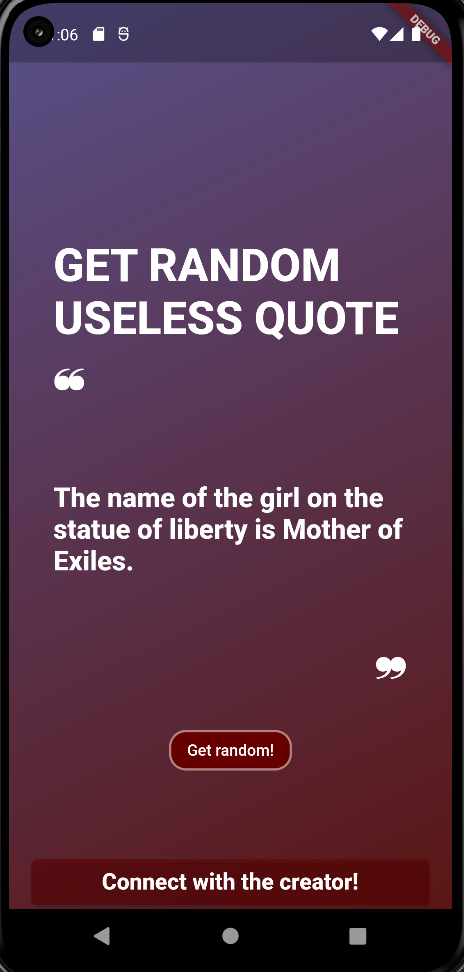 :06
DEBUG
GET RANDOM
USELESS QUOTE
“
The name of the girl on the
statue of liberty is Mother of
Exiles.
”
Get random!
Connect with the creator!